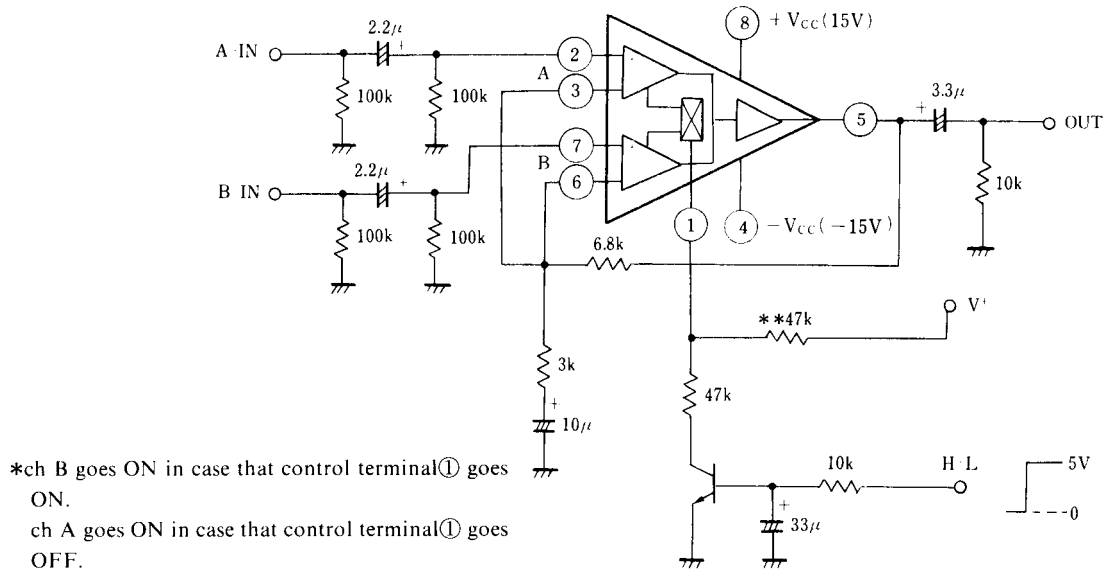 2.2μ
+
A·IN
100k
100k
A
B
2
3
7
6
8
+ Vcc(15V)
5
+
3.3μ
OUT
10k
2.2μ
+
B IN
100k
100k
1
4
−Vcc(−15V)
6.8k
**47k
V+
3k
+
10μ
47k
10k
H·L
5V
0
+
33μ
*ch B goes ON in case that control terminal① goes
ON.
ch A goes ON in case that control terminal① goes
OFF.